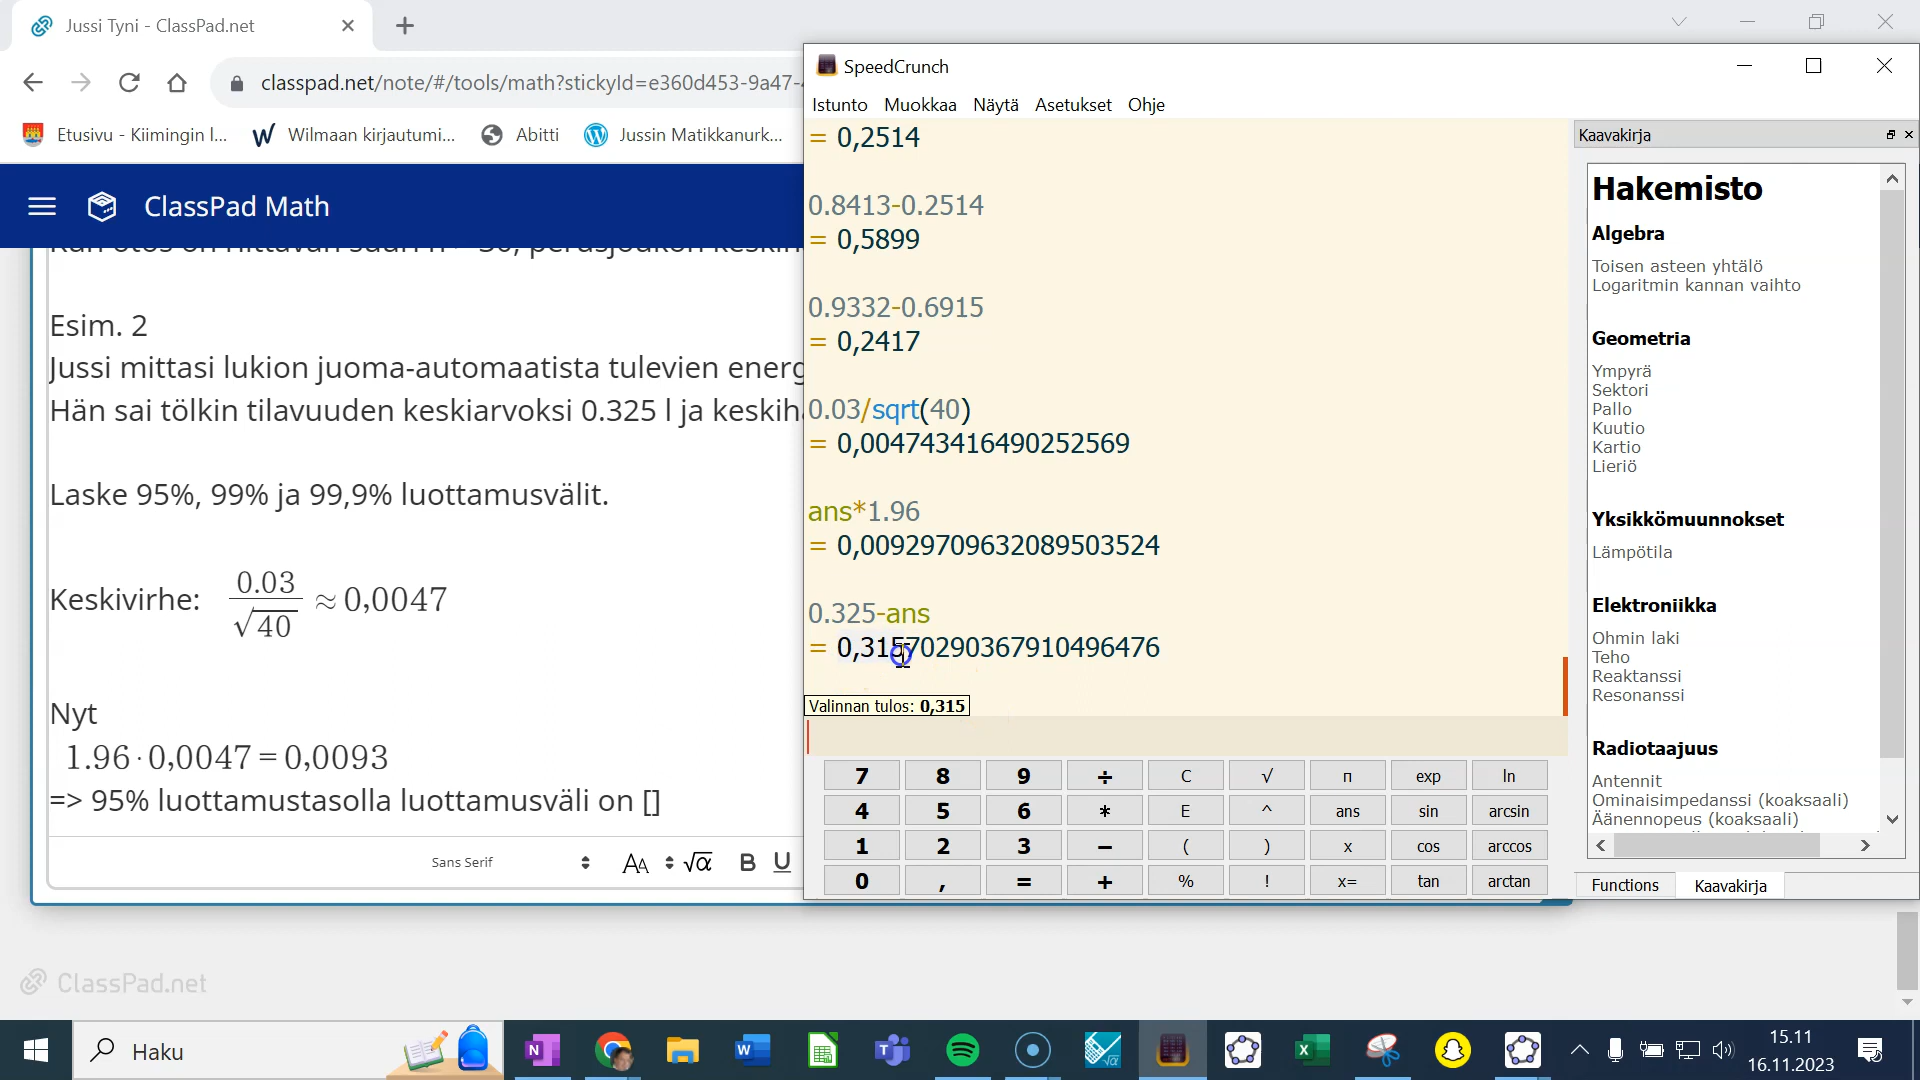 Jussi Tyni - ClassPad.net
classpad.net/note/#/tools/math?stickyId=e360d453-9a47-
Etusivu - Kiimingin l...
Wilmaan kirjautumi...
Abitti
Jussin Matikkanurk...
ClassPad Math
Esim. 2
Jussi mittasi lukion juoma-automaatista tulevien energ
Hän sai tölkin tilavuuden keskiarvoksi 0.325 l ja keskiha
Laske 95%, 99% ja 99,9% luottamusvälit.
Keskivirhe: 0.03/√40 ≈ 0,0047
Nyt
1.96 · 0,0047 = 0,0093
=> 95% luottamustasolla luottamusväli on []
Sans Serif
B U
ClassPad.net
SpeedCrunch
Istunto Muokkaa Näytä Asetukset Ohje
= 0,2514
0.8413-0.2514
= 0,5899
0.9332-0.6915
= 0,2417
0.03/sqrt(40)
= 0,004743416490252569
ans*1.96
= 0,00929709632089503524
0.325-ans
= 0,31570290367910496476
Valinnan tulos: 0,315
7 8 9 ÷ C √ π exp ln
4 5 6 * E ^ ans sin arcsin
1 2 3 − ( ) x cos arccos
0 , = + % ! x= tan arctan
Kaavakirja
Hakemisto
Algebra
Toisen asteen yhtälö
Logaritmin kannan vaihto
Geometria
Ympyrä
Sektori
Pallo
Kuutio
Kartio
Lieriö
Yksikkömuunnokset
Lämpötila
Elektroniikka
Ohmin laki
Teho
Reaktanssi
Resonanssi
Radiotaajuus
Antennit
Ominaisimpedanssi (koaksaali)
Äänennopeus (koaksaali)
Functions
Kaavakirja
Haku
15.11
16.11.2023